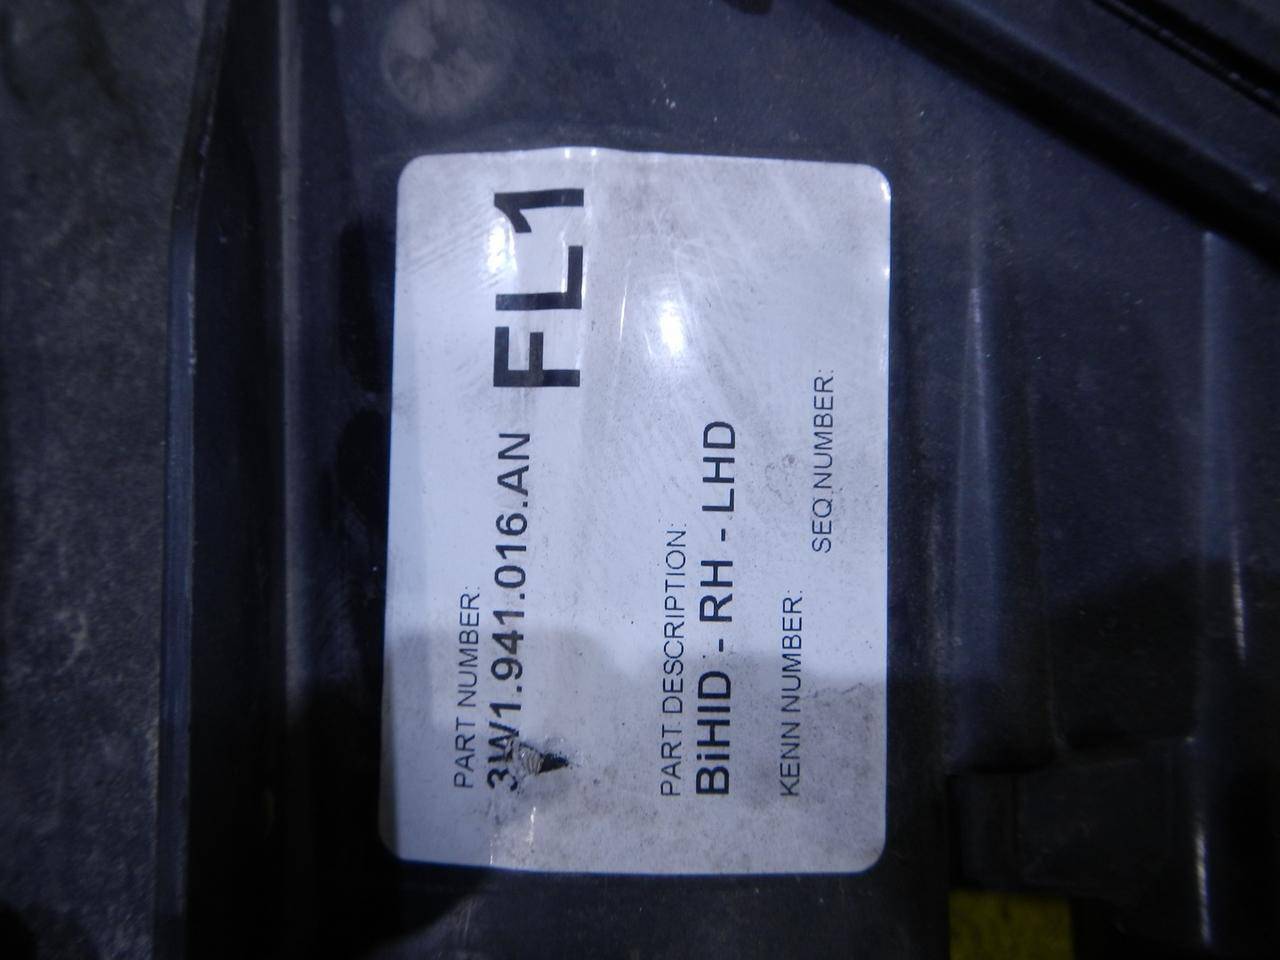 PART NUMBER:
3W1.941.016.AN FL1
PART DESCRIPTION:
BiHID - RH - LHD
KENN NUMBER:
SEQ NUMBER: